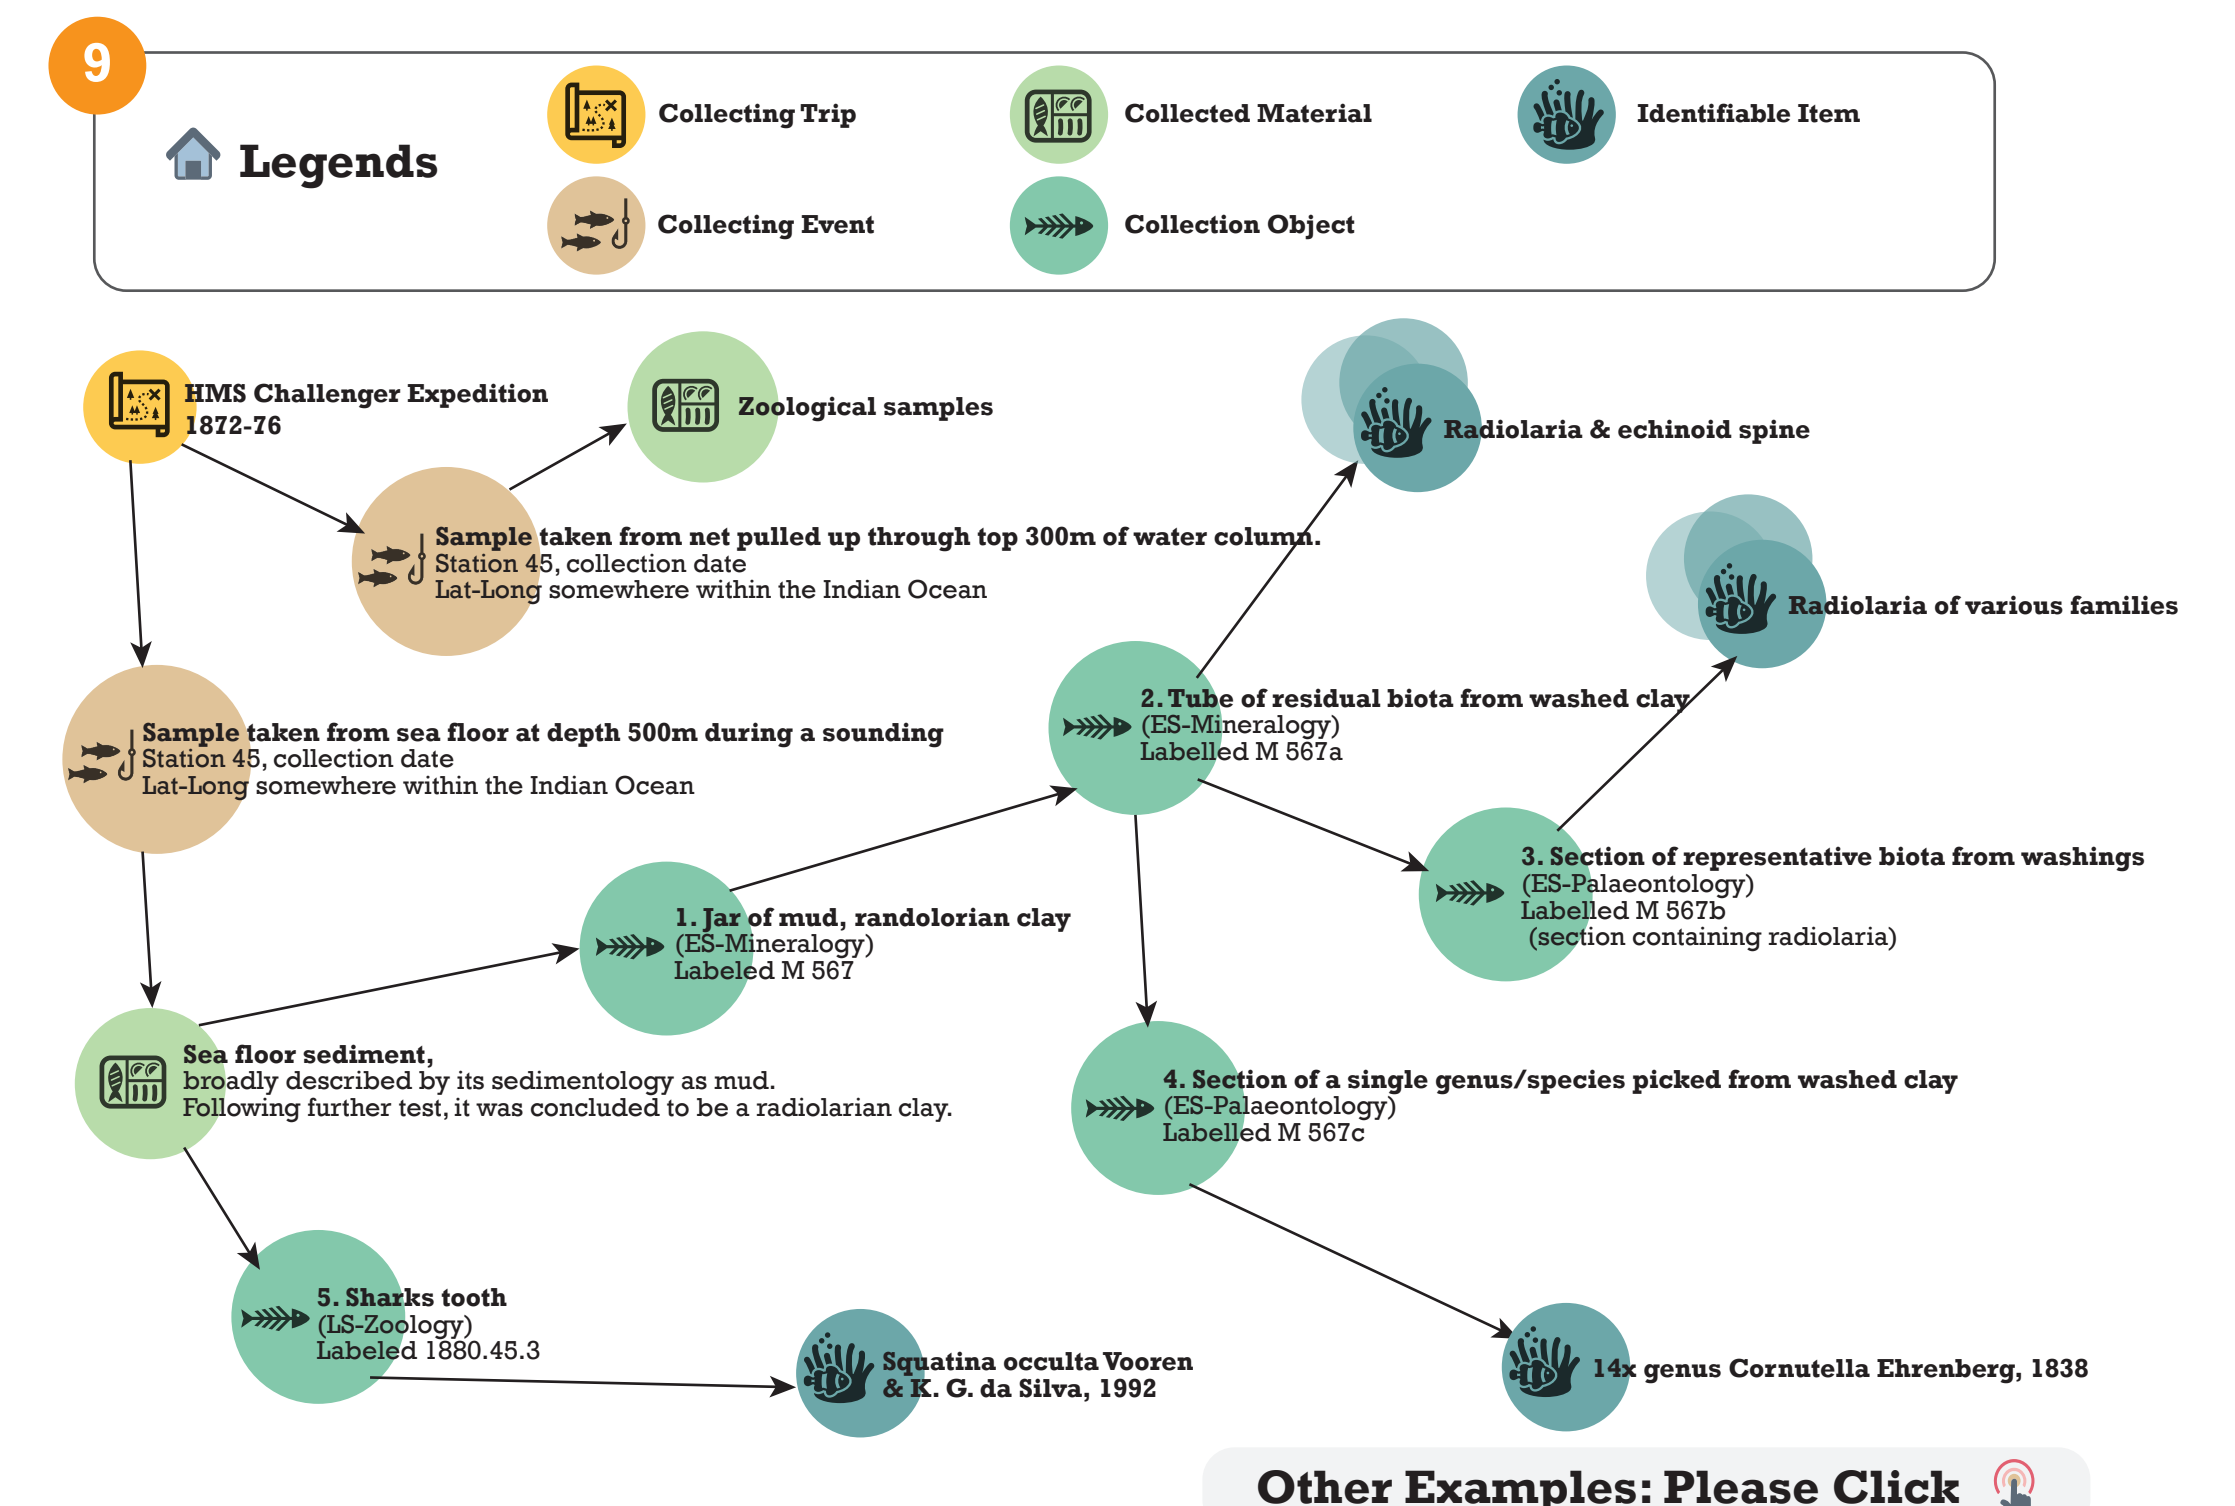 9
Legends
Collecting Trip
Collected Material
Identifiable Item
Collecting Event
Collection Object
HMS Challenger Expedition
1872-76
Zoological samples
Radiolaria & echinoid spine
Sample taken from net pulled up through top 300m of water column.
Station 45, collection date
Lat-Long somewhere within the Indian Ocean
Radiolaria of various families
Sample taken from sea floor at depth 500m during a sounding
Station 45, collection date
Lat-Long somewhere within the Indian Ocean
2. Tube of residual biota from washed clay
(ES-Mineralogy)
Labelled M 567a
3. Section of representative biota from washings
(ES-Palaeontology)
Labelled M 567b
(section containing radiolaria)
1. Jar of mud, randolorian clay
(ES-Mineralogy)
Labeled M 567
Sea floor sediment,
broadly described by its sedimentology as mud.
Following further test, it was concluded to be a radiolarian clay.
4. Section of a single genus/species picked from washed clay
(ES-Palaeontology)
Labelled M 567c
5. Sharks tooth
(LS-Zoology)
Labeled 1880.45.3
Squatina occulta Vooren
& K. G. da Silva, 1992
14x genus Cornutella Ehrenberg, 1838
Other Examples: Please Click